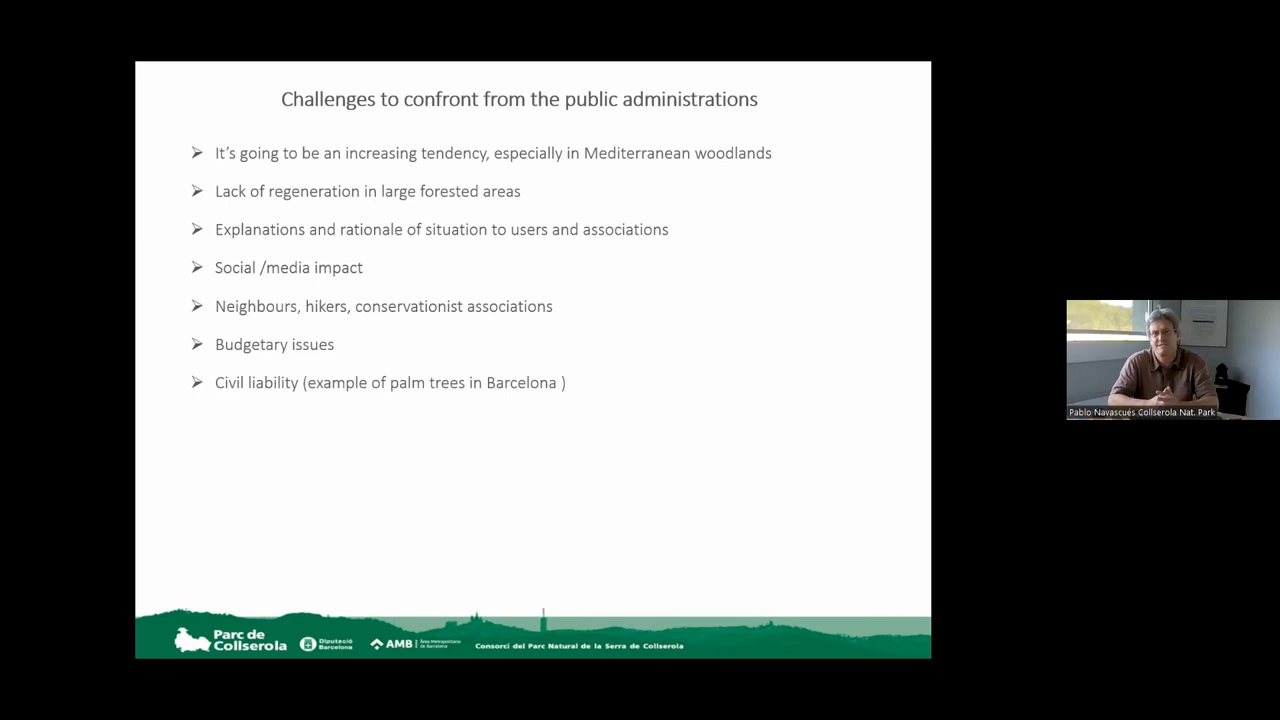 Challenges to confront from the public administrations
It's going to be an increasing tendency, especially in Mediterranean woodlands
Lack of regeneration in large forested areas
Explanations and rationale of situation to users and associations
Social /media impact
Neighbours, hikers, conservationist associations
Budgetary issues
Civil liability (example of palm trees in Barcelona )
Pablo Navascués Collserola Nat. Park
Parc de
Collserola
Diputació
Barcelona
AMB
Àrea Metropolitana
de Barcelona
Consorci del Parc Natural de la Serra de Collserola